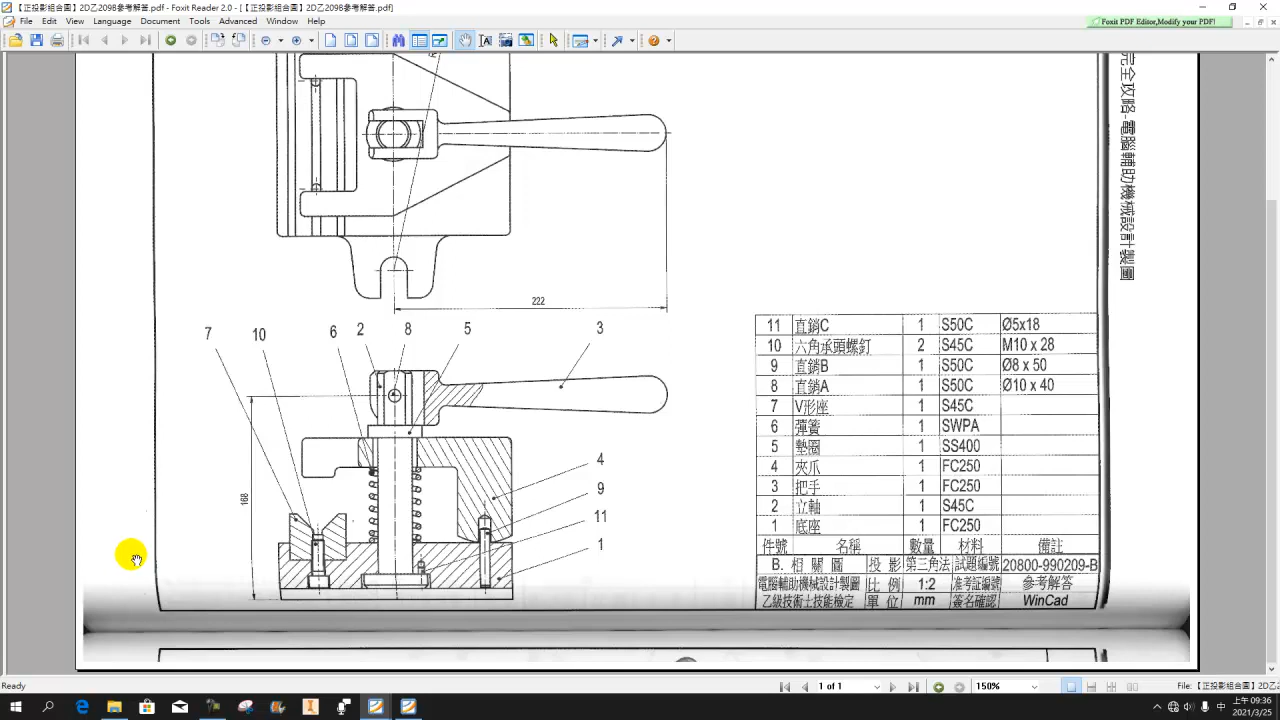 【正投影組合圖】2D乙2098參考解答.pdf - Foxit Reader 2.0 - [【正投影組合圖】2D乙2098參考解答.pdf]
File Edit View Language Document Tools Advanced Window Help
Foxit PDF Editor,Modify your PDF!
完全攻略-電腦輔助機械設計製圖
222
7 10 6 2 8 5 3
4
9
11
1
168
11 直銷C 1 S50C Ø5x18
10 六角承頭螺釘 2 S45C M10 x 28
9 直銷B 1 S50C Ø8 x 50
8 直銷A 1 S50C Ø10 x 40
7 V形座 1 S45C
6 彈簧 1 SWPA
5 墊圈 1 SS400
4 夾爪 1 FC250
3 把手 1 FC250
2 立軸 1 S45C
1 底座 1 FC250
件號 名稱 數量 材料 備註
B. 相關圖 投影 第三角法 試題編號 20800-990209-B
電腦輔助機械設計製圖 比例 1:2 准考証編號 參考解答
乙級技術士技能檢定 單位 mm 簽名確認 WinCad
Ready
1 of 1
150%
File: 【正投影組合圖】2D乙2
中
上午 09:36
2021/3/25